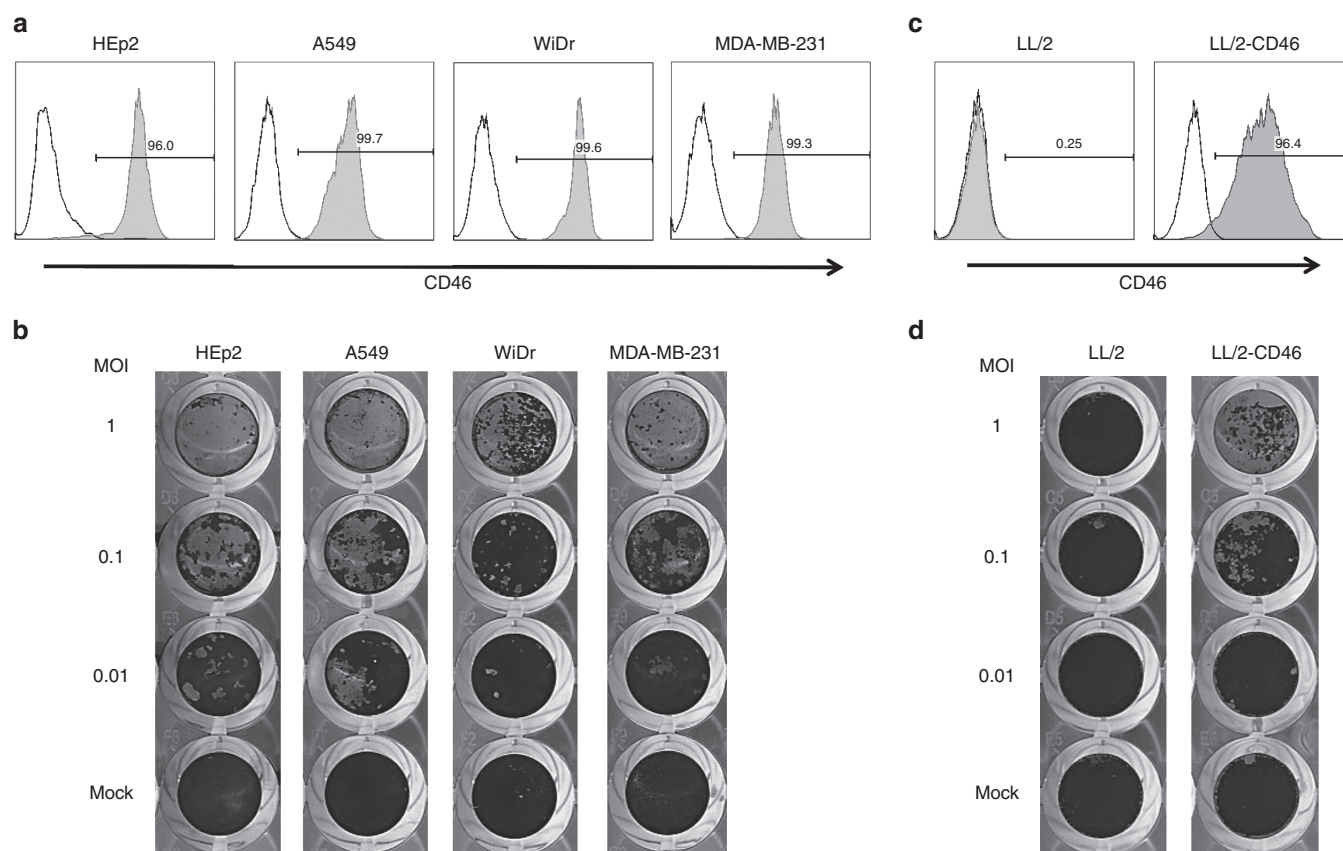 a
HEp2 A549 WiDr MDA-MB-231
96.0 99.7 99.6 99.3
CD46
c
LL/2 LL/2-CD46
0.25 96.4
CD46
b
HEp2 A549 WiDr MDA-MB-231
MOI
1
0.1
0.01
Mock
d
LL/2 LL/2-CD46
MOI
1
0.1
0.01
Mock